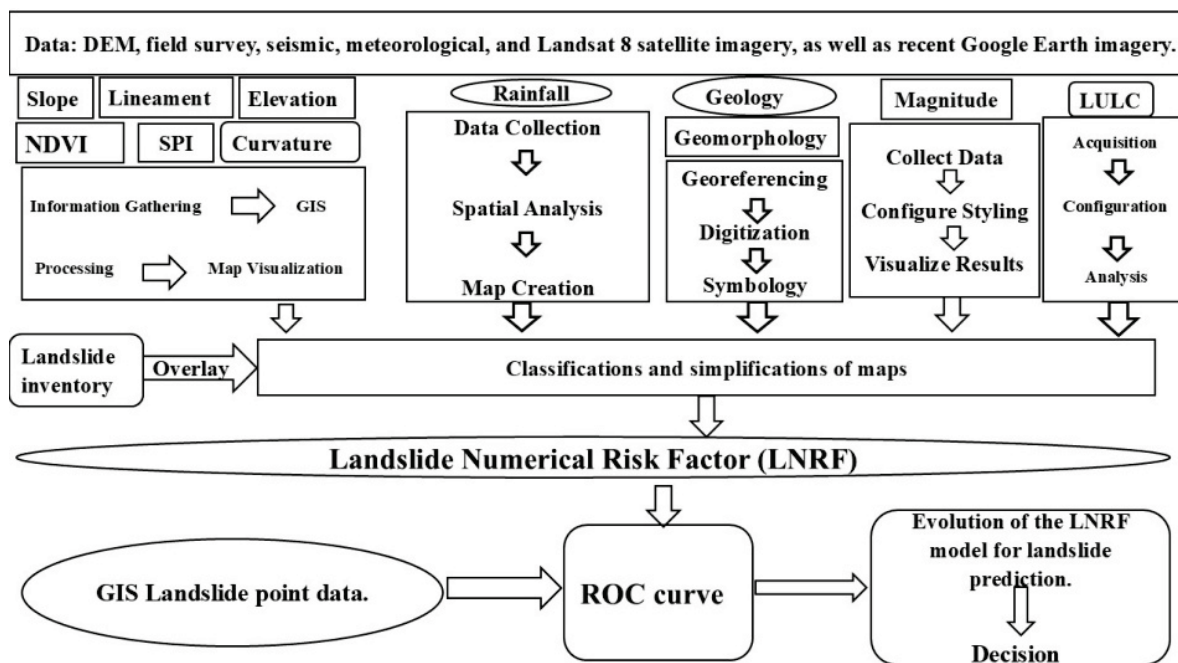 Data: DEM, field survey, seismic, meteorological, and Landsat 8 satellite imagery, as well as recent Google Earth imagery.
Slope
Lineament
Elevation
NDVI
SPI
Curvature
Information Gathering
GIS
Processing
Map Visualization
Rainfall
Data Collection
Spatial Analysis
Map Creation
Geology
Geomorphology
Georeferencing
Digitization
Symbology
Magnitude
Collect Data
Configure Styling
Visualize Results
LULC
Acquisition
Configuration
Analysis
Landslide
inventory
Overlay
Classifications and simplifications of maps
Landslide Numerical Risk Factor (LNRF)
GIS Landslide point data.
ROC curve
Evolution of the LNRF
model for landslide
prediction.
Decision